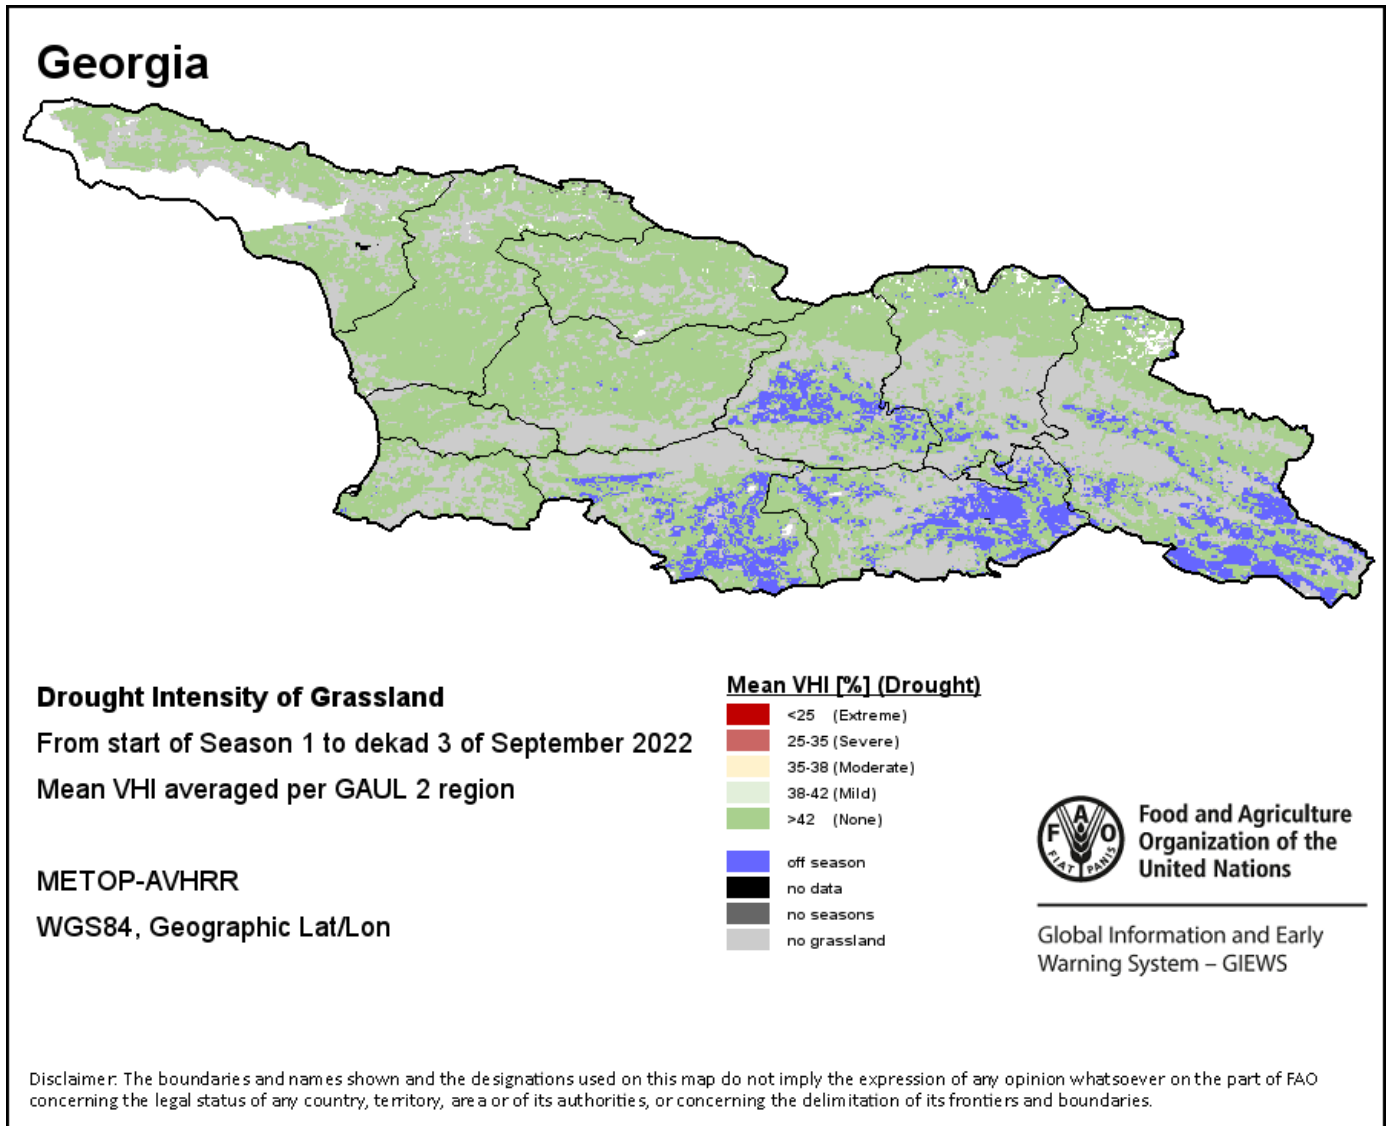 Georgia
Drought Intensity of Grassland
From start of Season 1 to dekad 3 of September 2022
Mean VHI averaged per GAUL 2 region
METOP-AVHRR
WGS84, Geographic Lat/Lon
Mean VHI [%] (Drought)
<25 (Extreme)
25-35 (Severe)
35-38 (Moderate)
38-42 (Mild)
>42 (None)
off season
no data
no seasons
no grassland
F A O
FIAT PANIS
Food and Agriculture
Organization of the
United Nations
Global Information and Early
Warning System – GIEWS
Disclaimer: The boundaries and names shown and the designations used on this map do not imply the expression of any opinion whatsoever on the part of FAO
concerning the legal status of any country, territory, area or of its authorities, or concerning the delimitation of its frontiers and boundaries.